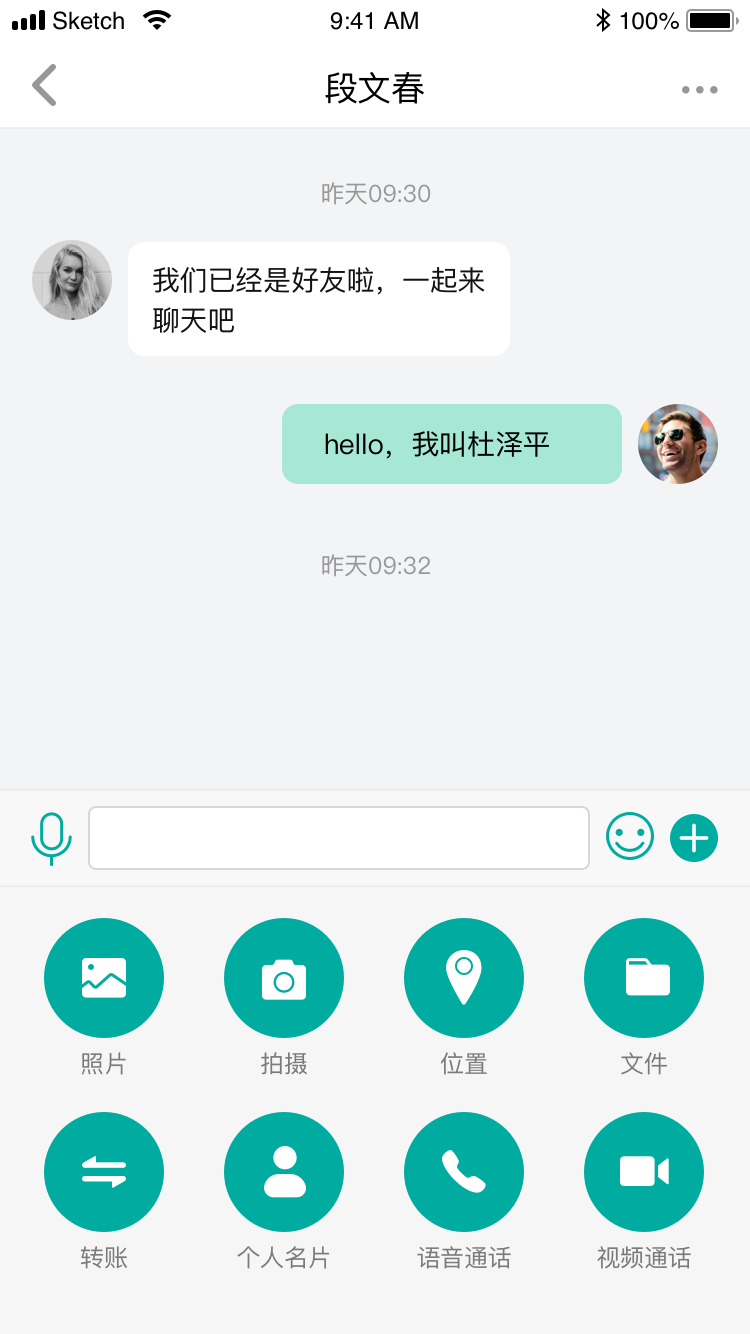 Sketch 9:41 AM 100%
段文春
昨天09:30
我们已经是好友啦，一起来
聊天吧
hello，我叫杜泽平
昨天09:32
照片 拍摄 位置 文件
转账 个人名片 语音通话 视频通话